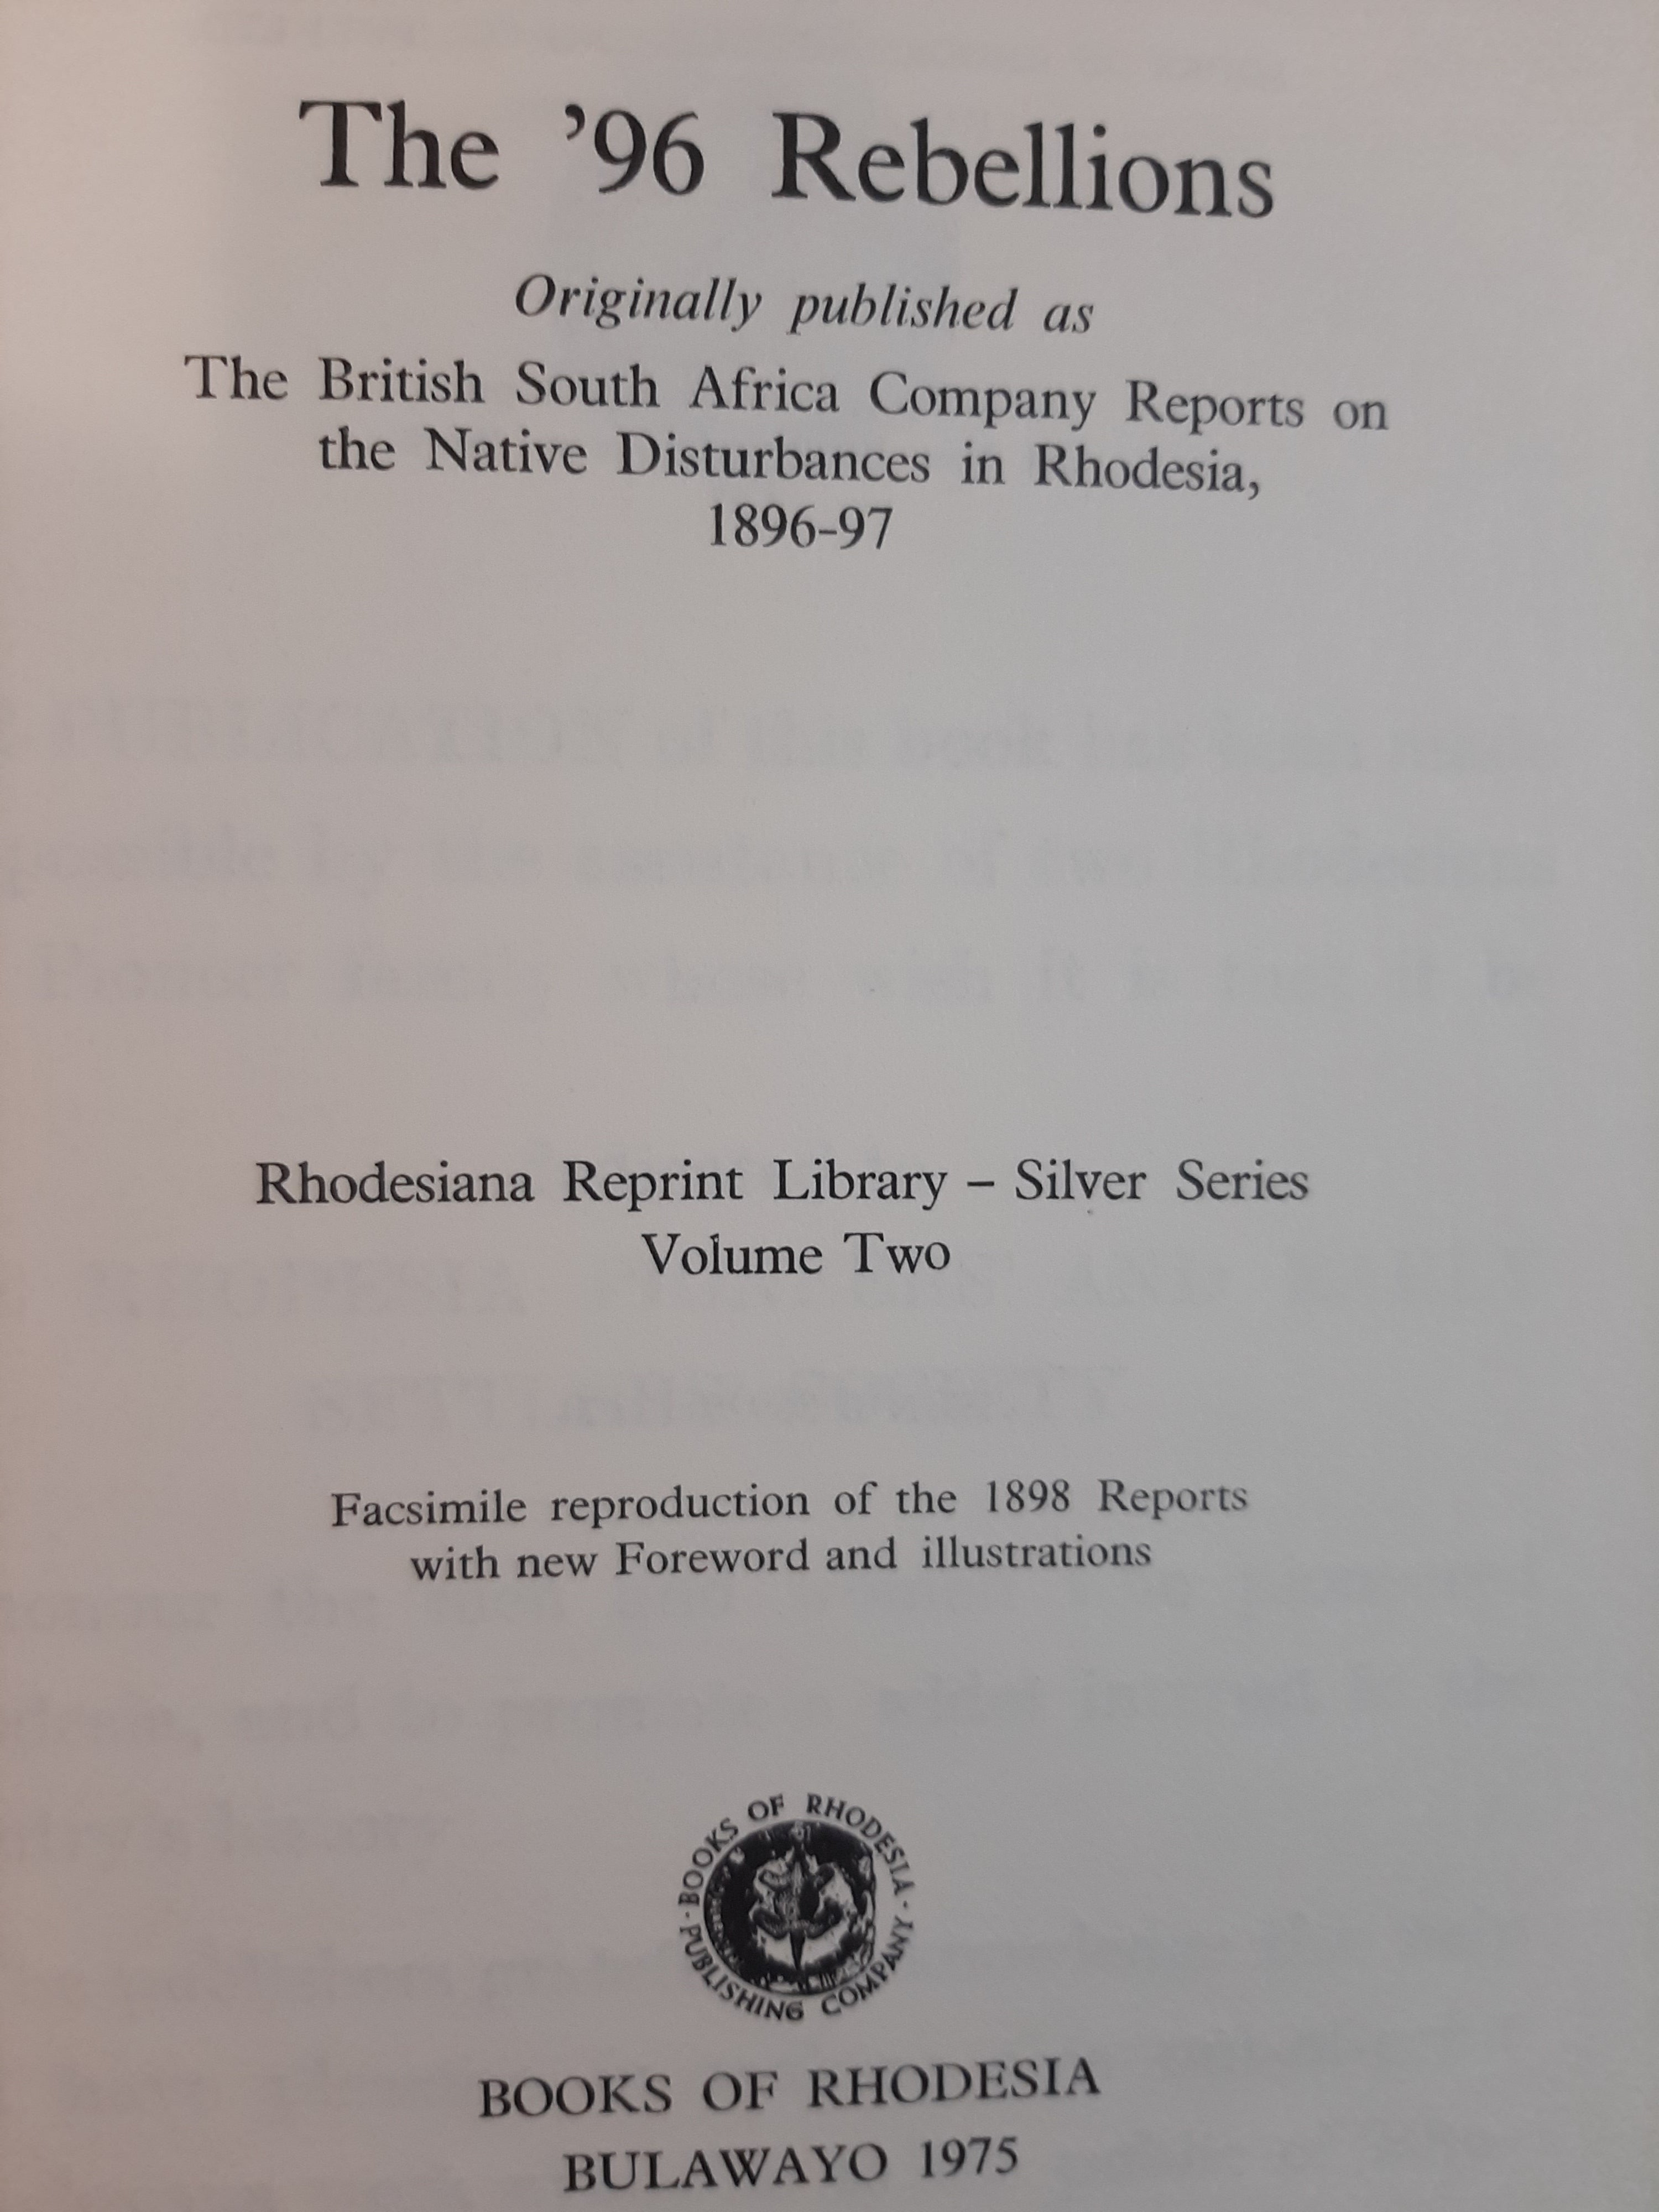 The ’96 Rebellions
Originally published as
The British South Africa Company Reports on
the Native Disturbances in Rhodesia,
1896-97
Rhodesiana Reprint Library – Silver Series
Volume Two
Facsimile reproduction of the 1898 Reports
with new Foreword and illustrations
· BOOKS OF RHODESIA ·
PUBLISHING COMPANY
BOOKS OF RHODESIA
BULAWAYO 1975